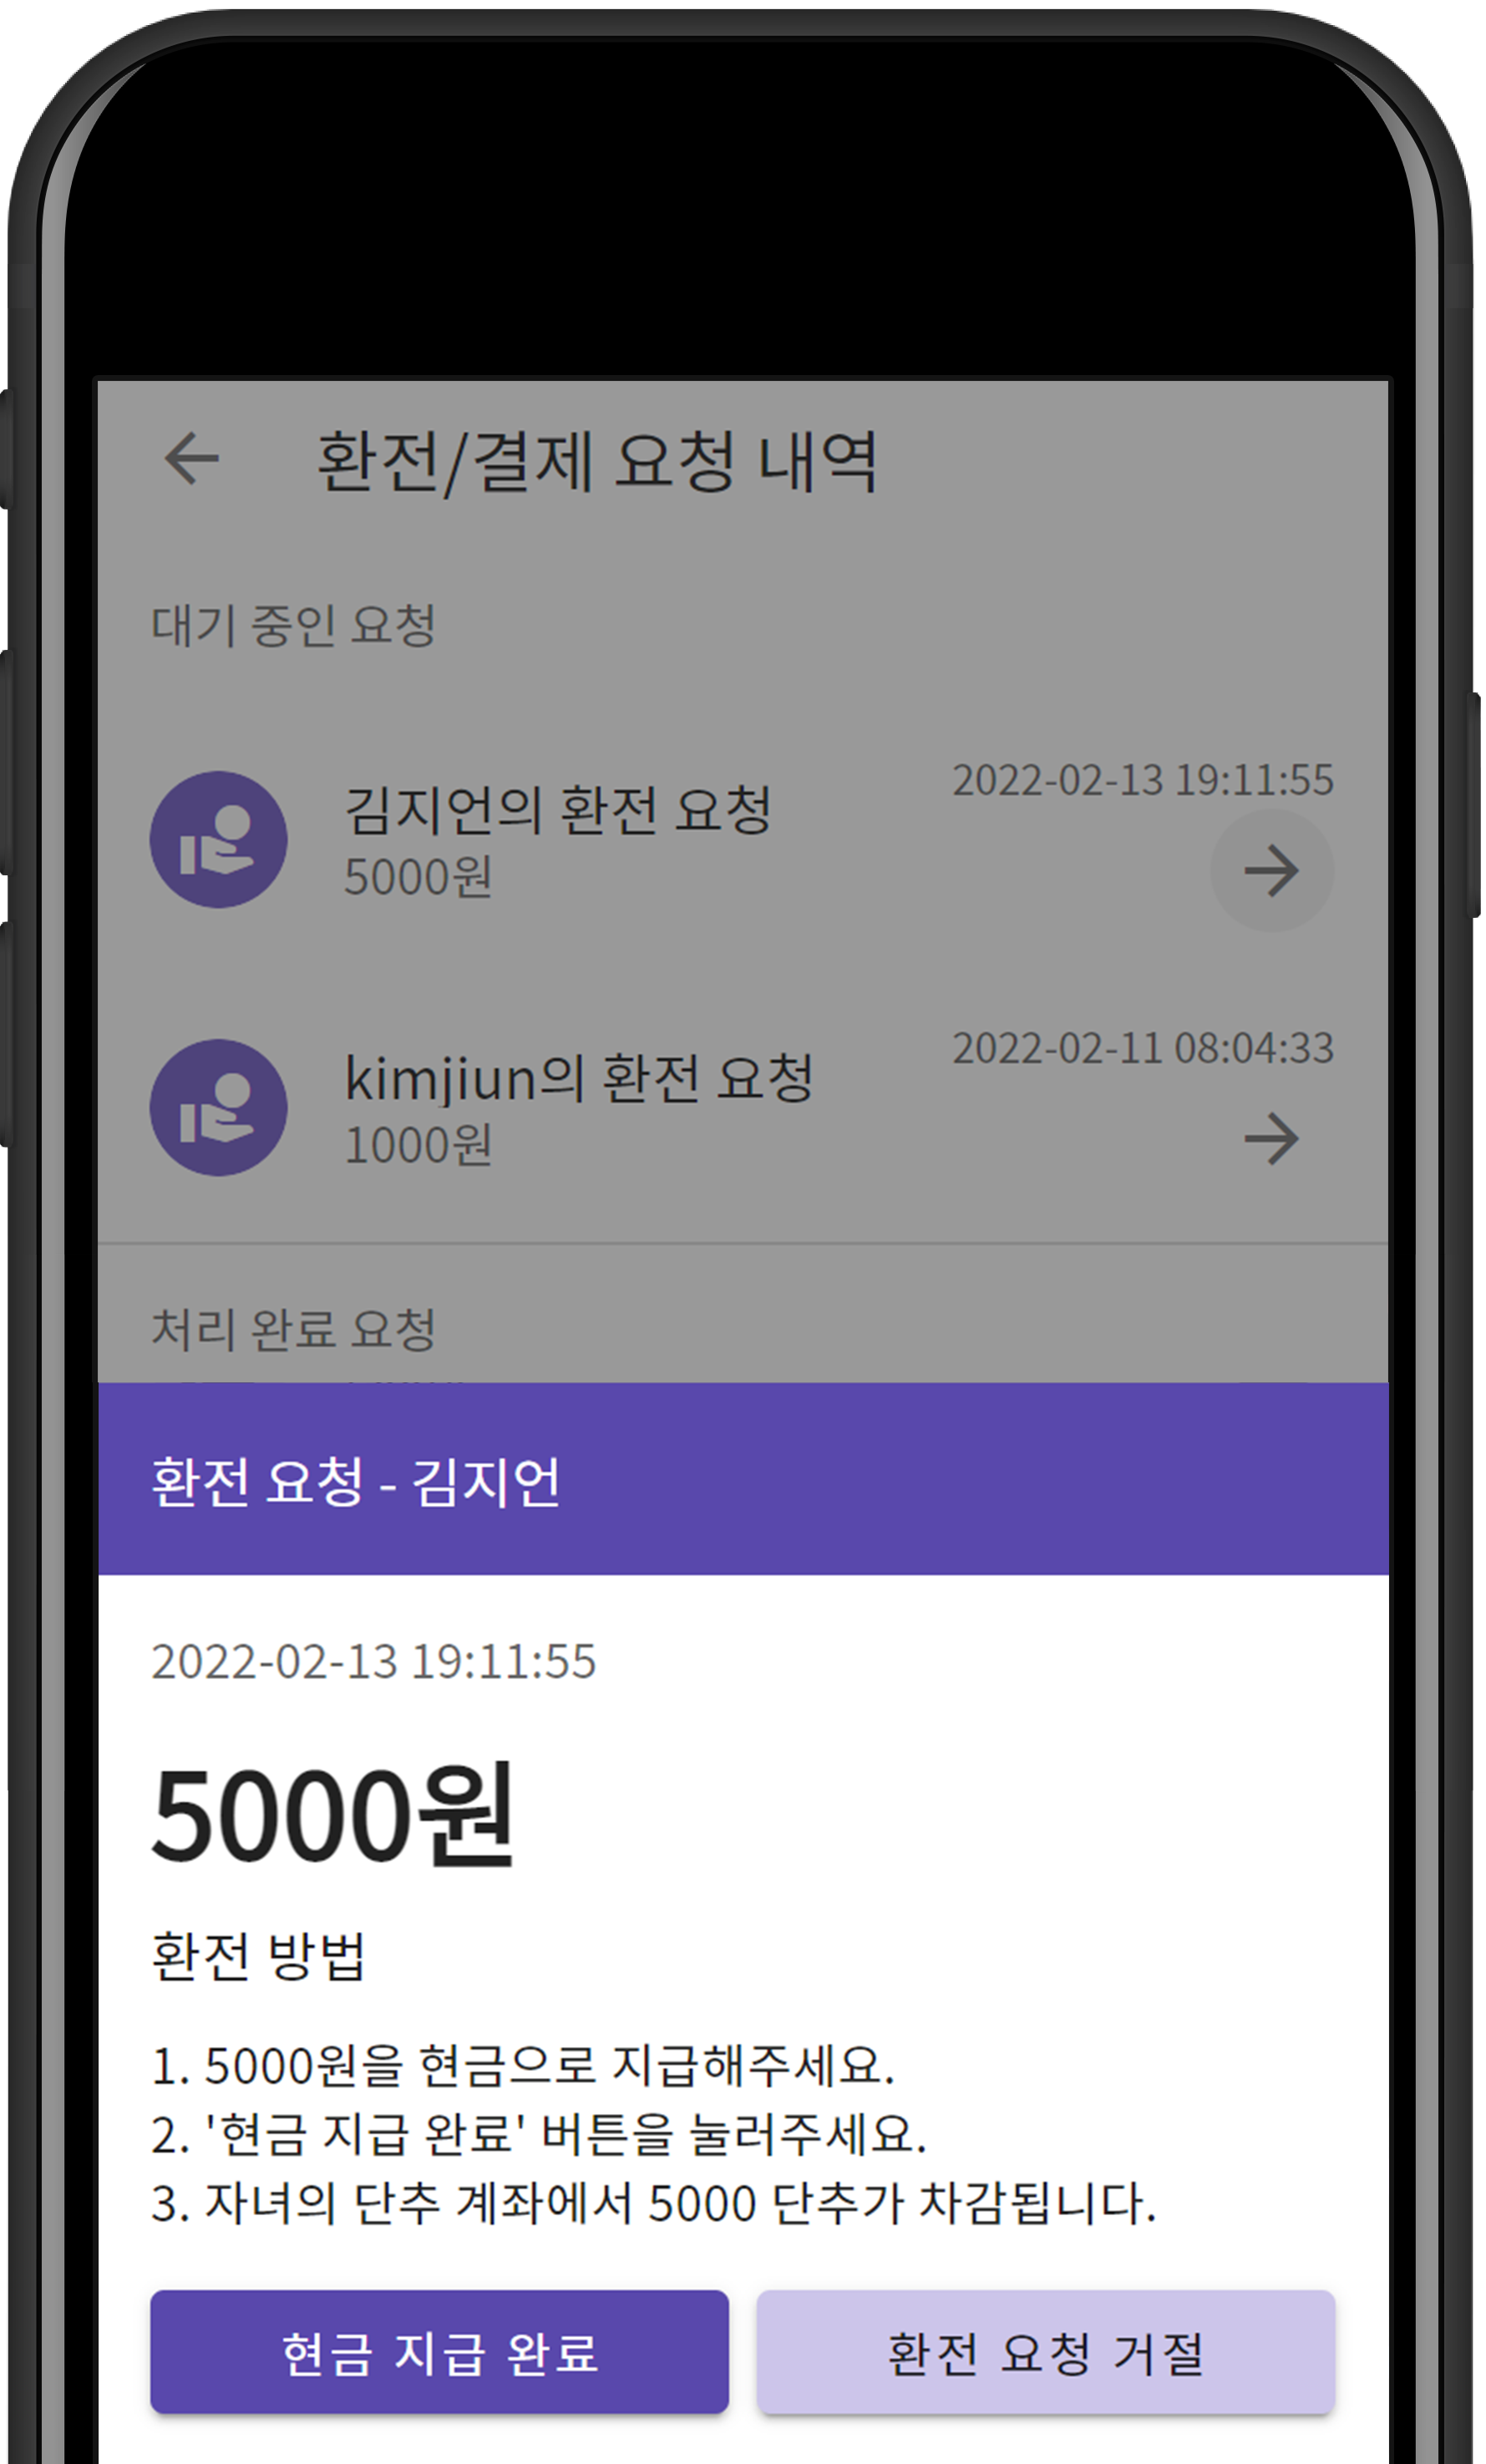 환전/결제 요청 내역
대기 중인 요청
2022-02-13 19:11:55
김지언의 환전 요청
5000원
2022-02-11 08:04:33
kimjiun의 환전 요청
1000원
처리 완료 요청
환전 요청 - 김지언
2022-02-13 19:11:55
5000원
환전 방법
1. 5000원을 현금으로 지급해주세요.
2. '현금 지급 완료' 버튼을 눌러주세요.
3. 자녀의 단추 계좌에서 5000 단추가 차감됩니다.
현금 지급 완료
환전 요청 거절